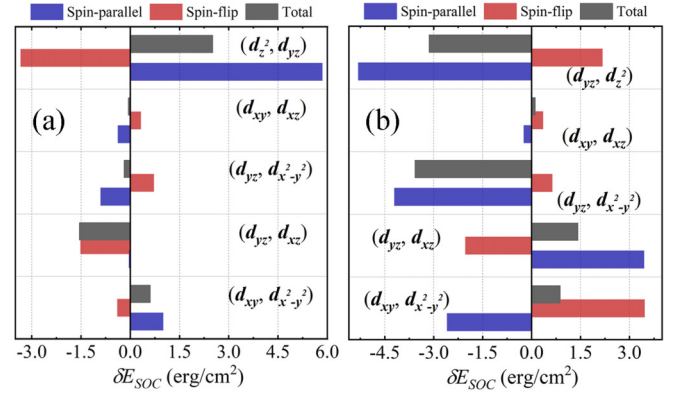 Spin-parallel Spin-flip Total
(a)
(d_z², d_yz)
(d_xy, d_xz)
(d_yz, d_x²-y²)
(d_yz, d_xz)
(d_xy, d_x²-y²)
-3.0 -1.5 0.0 1.5 3.0 4.5 6.0
δE_SOC (erg/cm²)
Spin-parallel Spin-flip Total
(b)
(d_yz, d_z²)
(d_xy, d_xz)
(d_yz, d_x²-y²)
(d_yz, d_xz)
(d_xy, d_x²-y²)
-4.5 -3.0 -1.5 0.0 1.5 3.0
δE_SOC (erg/cm²)